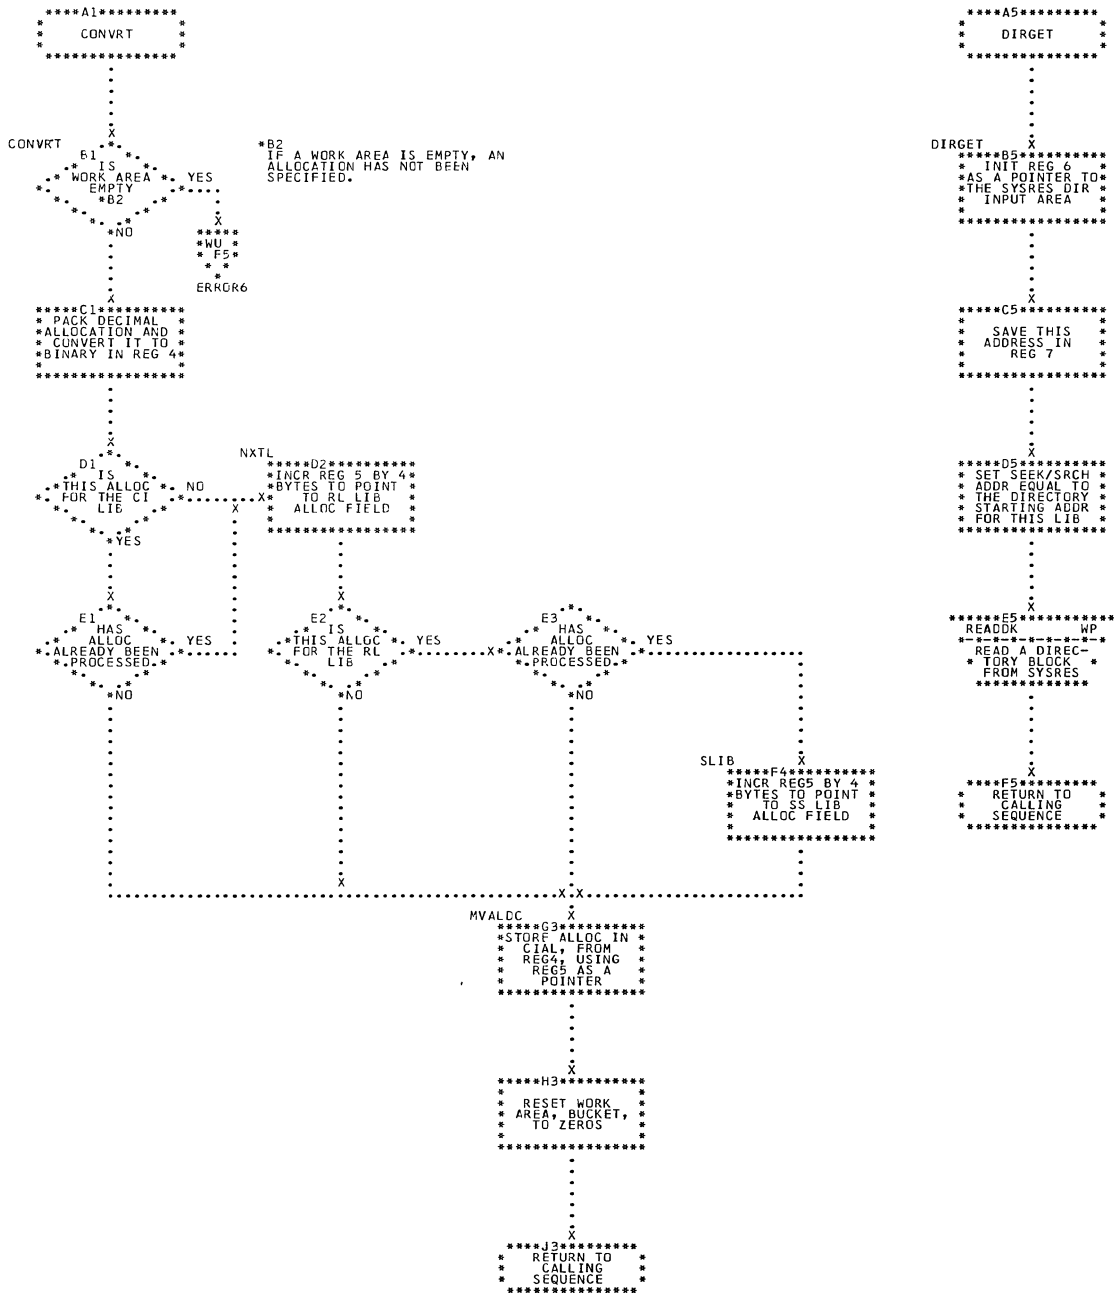 A1
CONVRT
A5
DIRGET
CONVRT
B1
IS
WORK AREA
EMPTY
*B2
YES
NO
*B2
IF A WORK AREA IS EMPTY, AN
ALLOCATION HAS NOT BEEN
SPECIFIED.
WU
F5
ERROR6
DIRGET
B5
INIT REG 6
AS A POINTER TO
THE SYSRES DIR
INPUT AREA
C1
PACK DECIMAL
ALLOCATION AND
CONVERT IT TO
BINARY IN REG 4
C5
SAVE THIS
ADDRESS IN
REG 7
D1
IS
THIS ALLOC
FOR THE CI
LIB
NO
YES
NXTL
D2
INCR REG 5 BY 4
BYTES TO POINT
TO RL LIB
ALLOC FIELD
D5
SET SEEK/SRCH
ADDR EQUAL TO
THE DIRECTORY
STARTING ADDR
FOR THIS LIB
E1
HAS
ALLOC
ALREADY BEEN
PROCESSED
YES
NO
E2
IS
THIS ALLOC
FOR THE RL
LIB
YES
NO
E3
HAS
ALLOC
ALREADY BEEN
PROCESSED
YES
NO
E5
READDK WP
READ A DIREC-
TORY BLOCK
FROM SYSRES
SLIB
F4
INCR REG5 BY 4
BYTES TO POINT
TO SS LIB
ALLOC FIELD
F5
RETURN TO
CALLING
SEQUENCE
MVALOC
G3
STORE ALLOC IN
CIAL, FROM
REG4, USING
REG5 AS A
POINTER
H3
RESET WORK
AREA, BUCKET,
TO ZEROS
J3
RETURN TO
CALLING
SEQUENCE